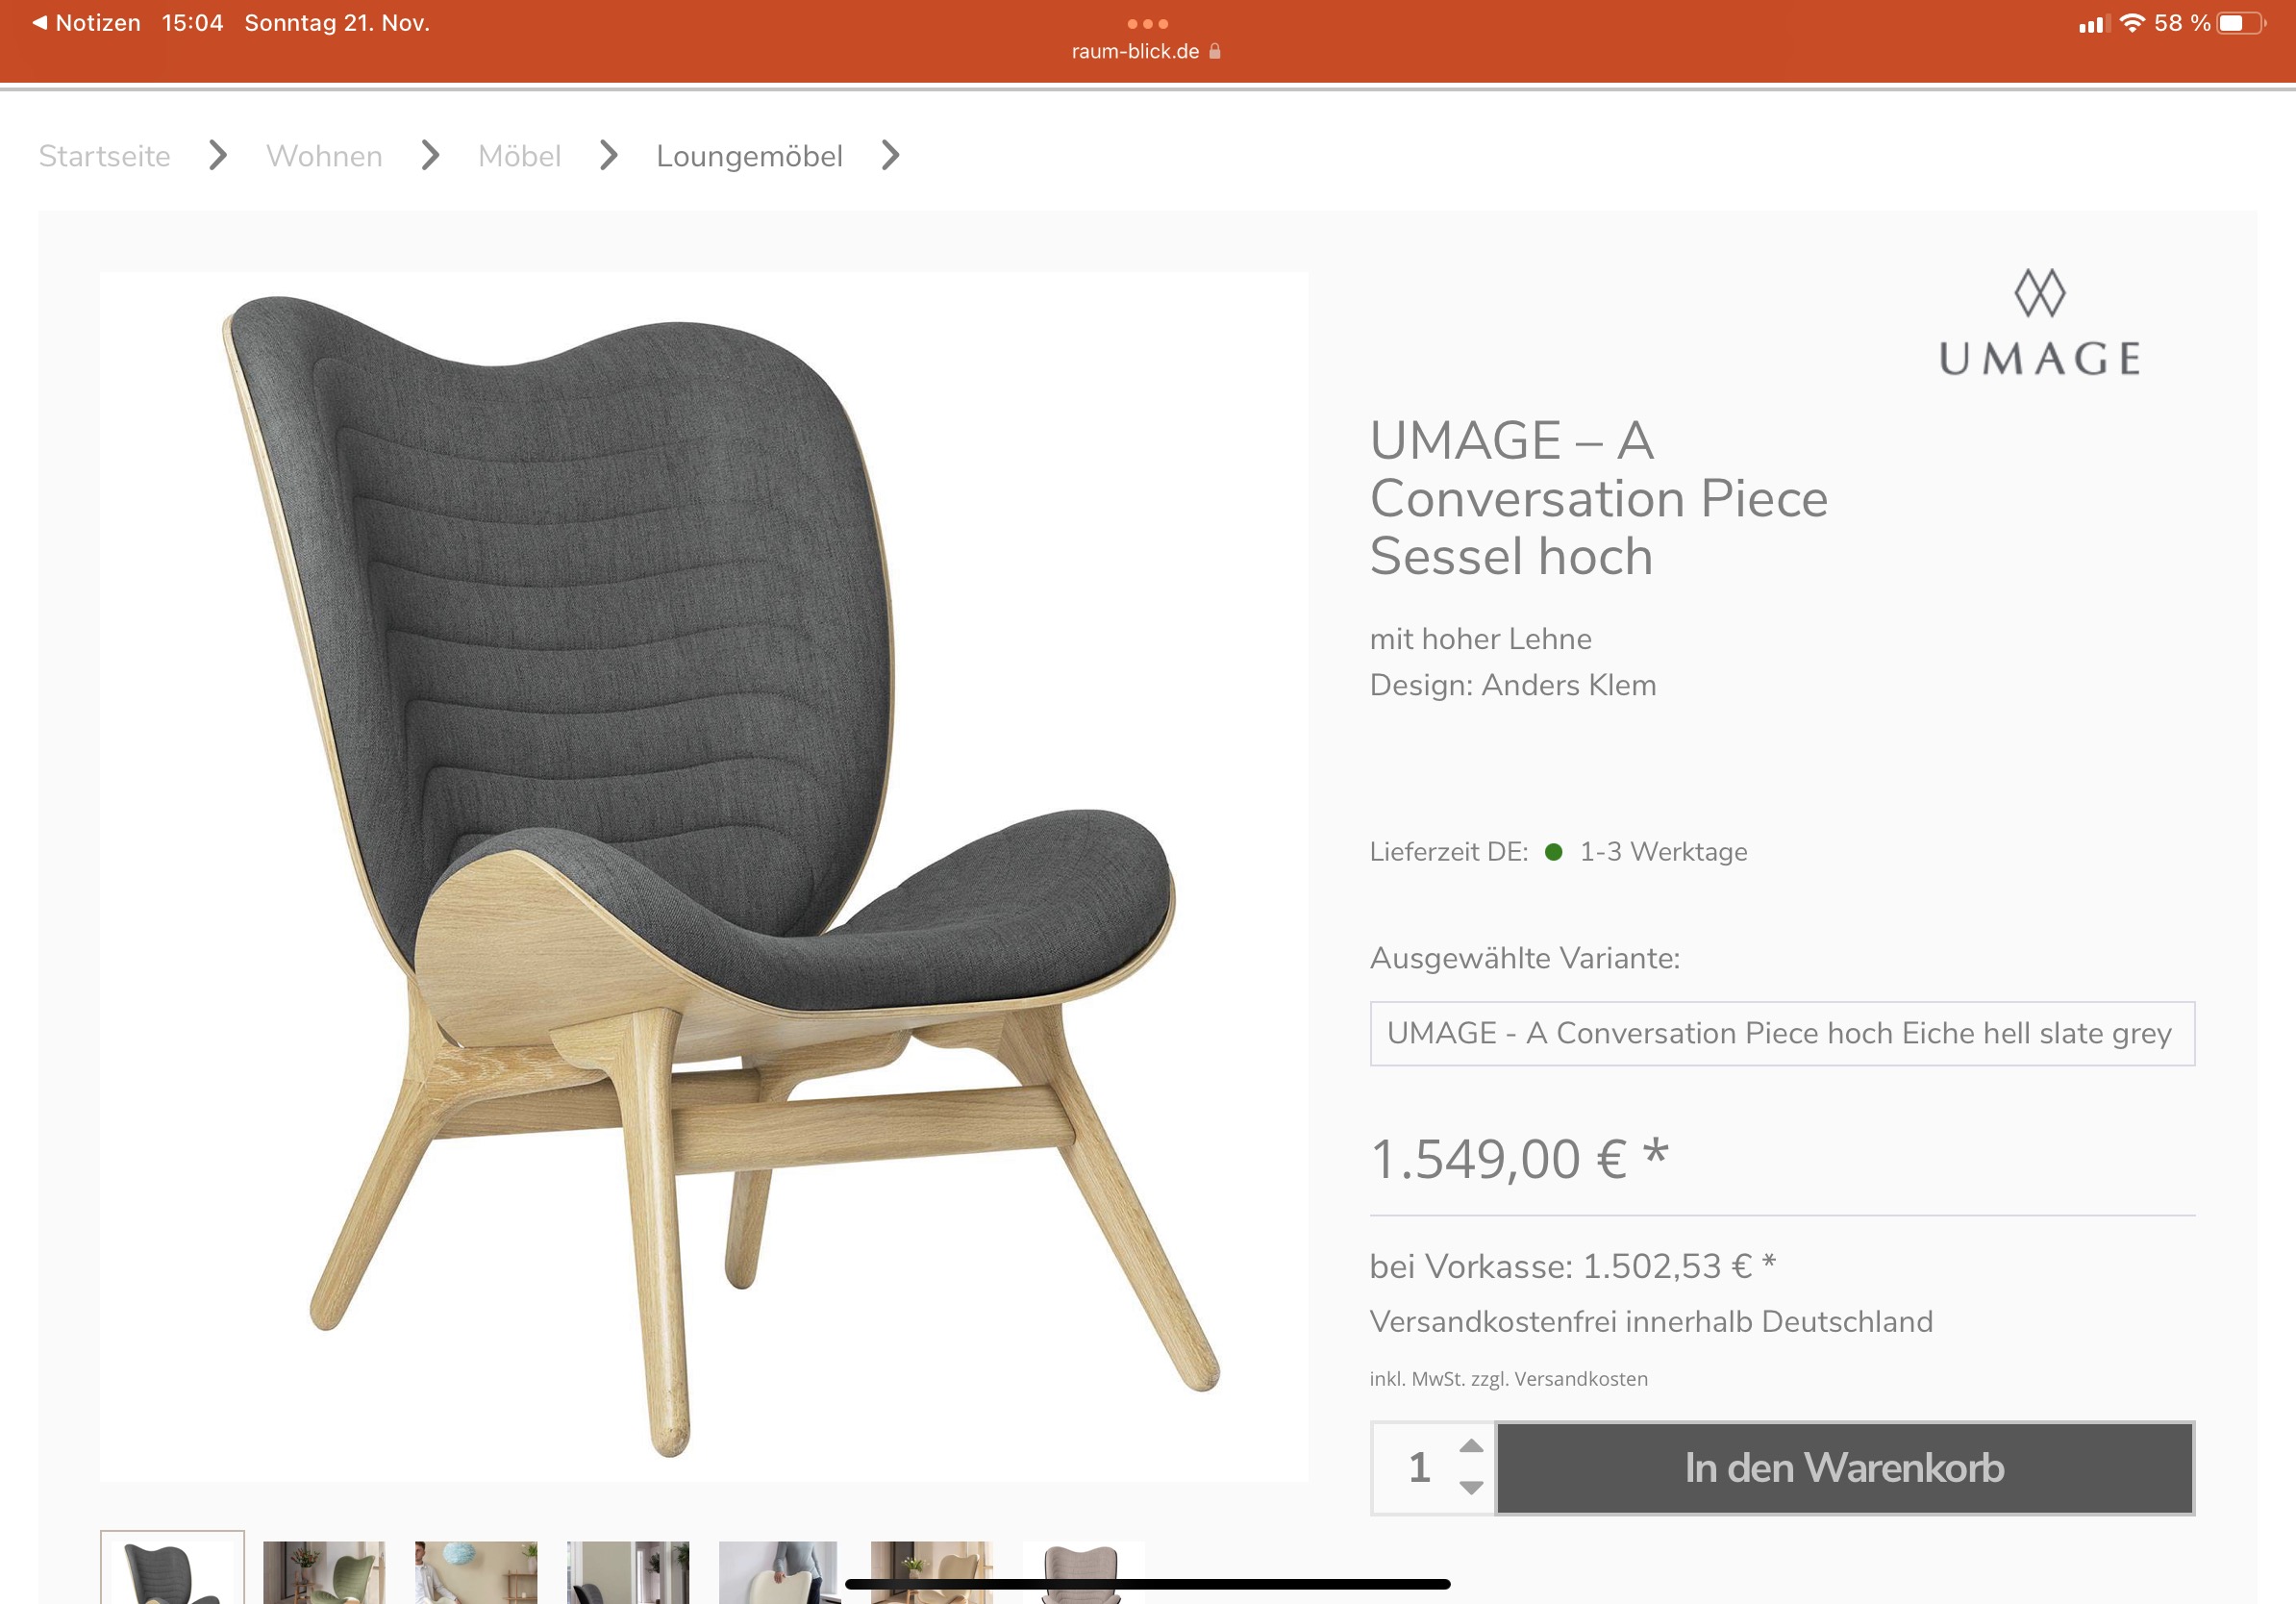 Notizen 15:04 Sonntag 21. Nov.
58 %
raum-blick.de
Startseite Wohnen Möbel Loungemöbel
UMAGE
UMAGE – A
Conversation Piece
Sessel hoch
mit hoher Lehne
Design: Anders Klem
Lieferzeit DE: 1-3 Werktage
Ausgewählte Variante:
UMAGE - A Conversation Piece hoch Eiche hell slate grey
1.549,00 € *
bei Vorkasse: 1.502,53 € *
Versandkostenfrei innerhalb Deutschland
inkl. MwSt. zzgl. Versandkosten
1 In den Warenkorb